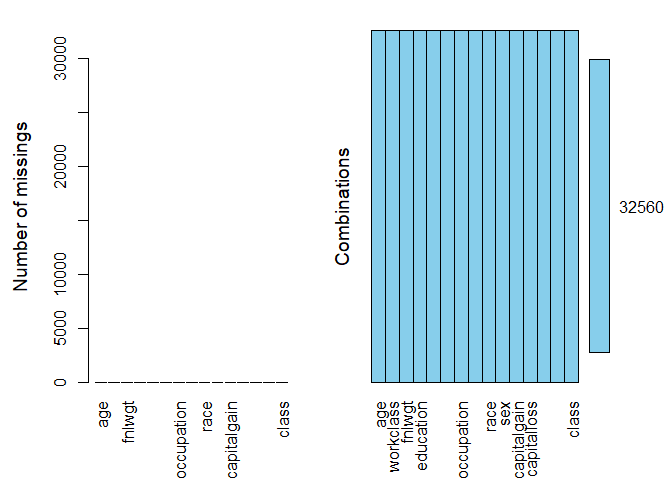 Number of missings
0
5000
10000
20000
30000
age
fnlwgt
occupation
race
capitalgain
class
Combinations
age
workclass
fnlwgt
education
occupation
race
sex
capitalgain
capitalloss
class
32560